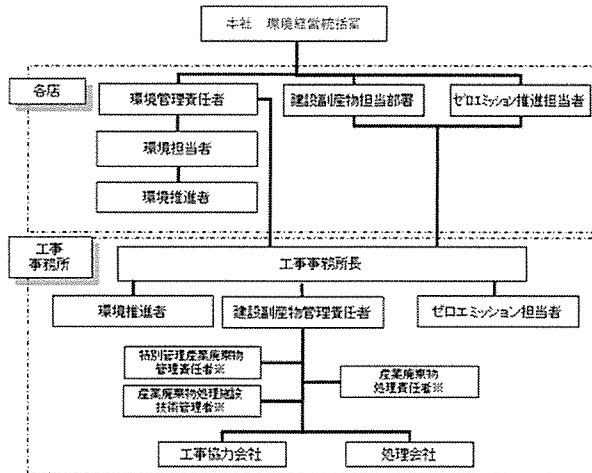 本社 環境経営統括室
各店
環境管理責任者
建設副産物担当部署
ゼロエミッション推進担当者
環境担当者
環境推進者
工事
事務所
工事事務所長
環境推進者
建設副産物管理責任者
ゼロエミッション担当者
特別管理産業廃棄物
管理責任者※
産業廃棄物
処理責任者※
産業廃棄物処理施設
技術管理者※
工事協力会社
処理会社